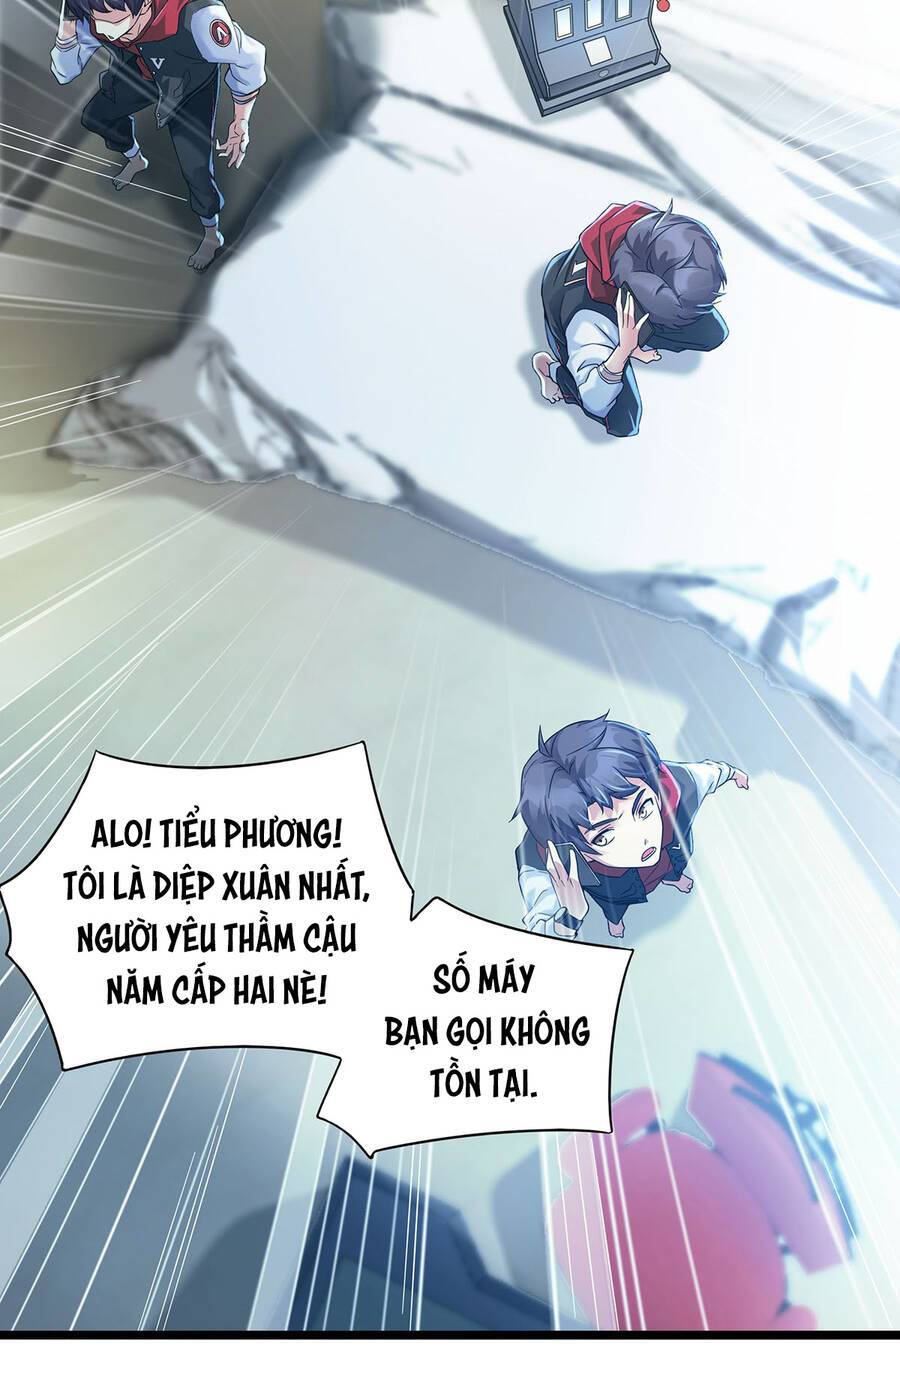 V
ALO! TIỂU PHƯƠNG!
TÔI LÀ DIỆP XUÂN NHẤT,
NGƯỜI YÊU THẦM CẬU
NĂM CẤP HAI NÈ!
SỐ MÁY
BẠN GỌI KHÔNG
TỒN TẠI.